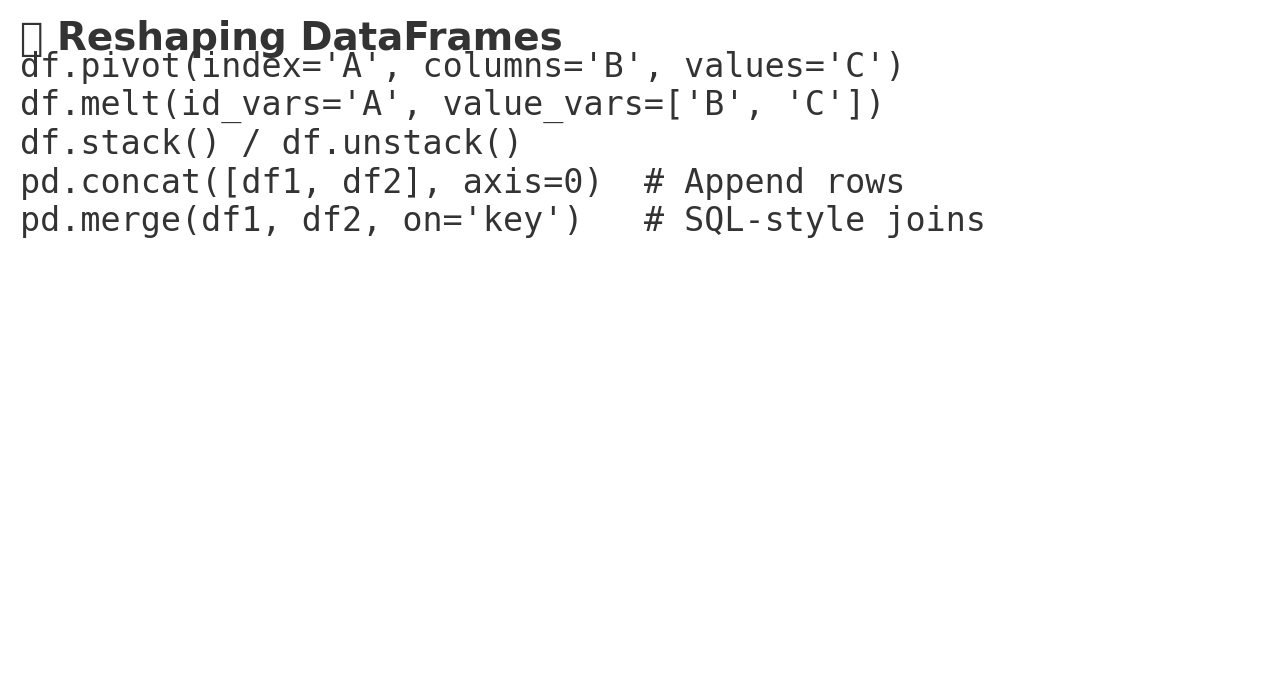 Reshaping DataFrames
df.pivot(index='A', columns='B', values='C')
df.melt(id_vars='A', value_vars=['B', 'C'])
df.stack() / df.unstack()
pd.concat([df1, df2], axis=0)  # Append rows
pd.merge(df1, df2, on='key')   # SQL-style joins